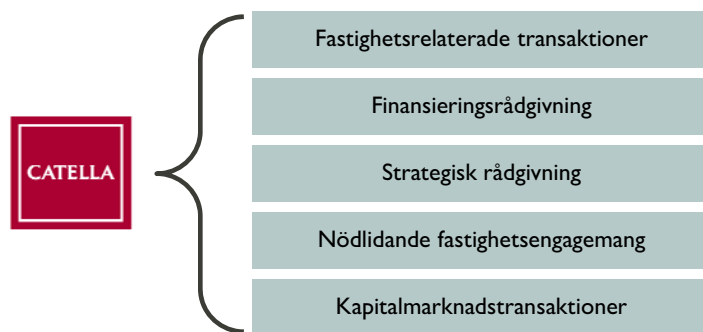 Fastighetsrelaterade transaktioner
Finansieringsrådgivning
CATELLA
Strategisk rådgivning
Nödlidande fastighetsengagemang
Kapitalmarknadstransaktioner